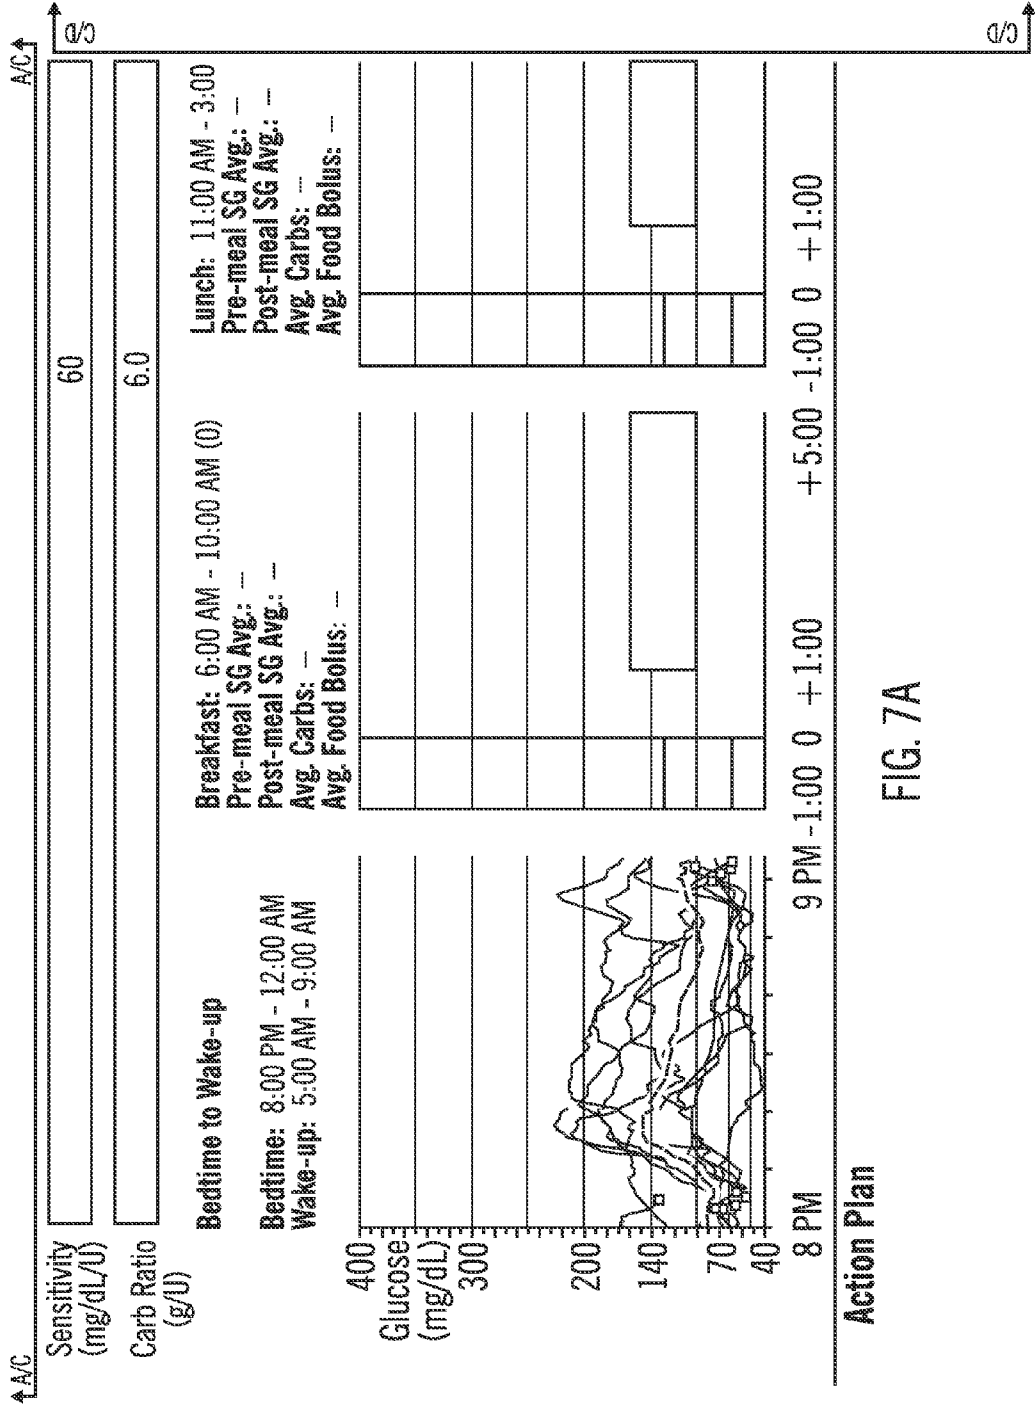 A/C
A/C
C/D
Sensitivity
(mg/dL/U)
60
Carb Ratio
(g/U)
6.0
Bedtime to Wake-up
Bedtime: 8:00 PM - 12:00 AM
Wake-up: 5:00 AM - 9:00 AM
Breakfast: 6:00 AM - 10:00 AM (0)
Pre-meal SG Avg.: –
Post-meal SG Avg.: –
Avg. Carbs: –
Avg. Food Bolus: –
Lunch: 11:00 AM - 3:00
Pre-meal SG Avg.: –
Post-meal SG Avg.: –
Avg. Carbs: –
Avg. Food Bolus: –
400
Glucose
(mg/dL)
300
200
140
70
40
8 PM 9 PM -1:00 0 +1:00 +5:00 -1:00 0 +1:00
Action Plan
C/D
FIG. 7A